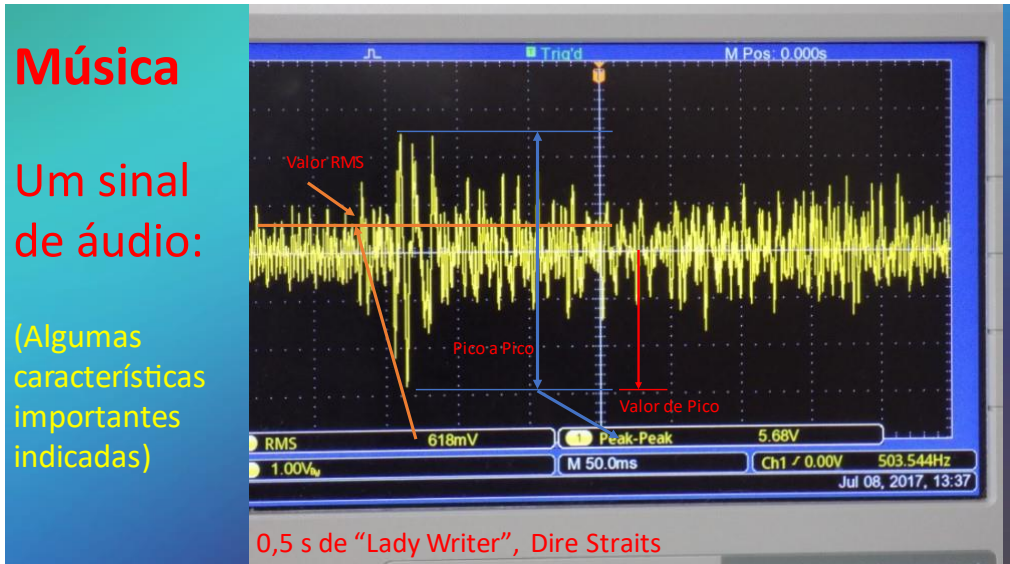 Música
Um sinal
de áudio:
(Algumas
características
importantes
indicadas)
Trig'd
M Pos: 0.000s
Valor RMS
Pico a Pico
Valor de Pico
RMS 618mV
1 Peak-Peak 5.68V
1.00V
M 50.0ms
Ch1 0.00V 503.544Hz
Jul 08, 2017, 13:37
0,5 s de “Lady Writer”, Dire Straits